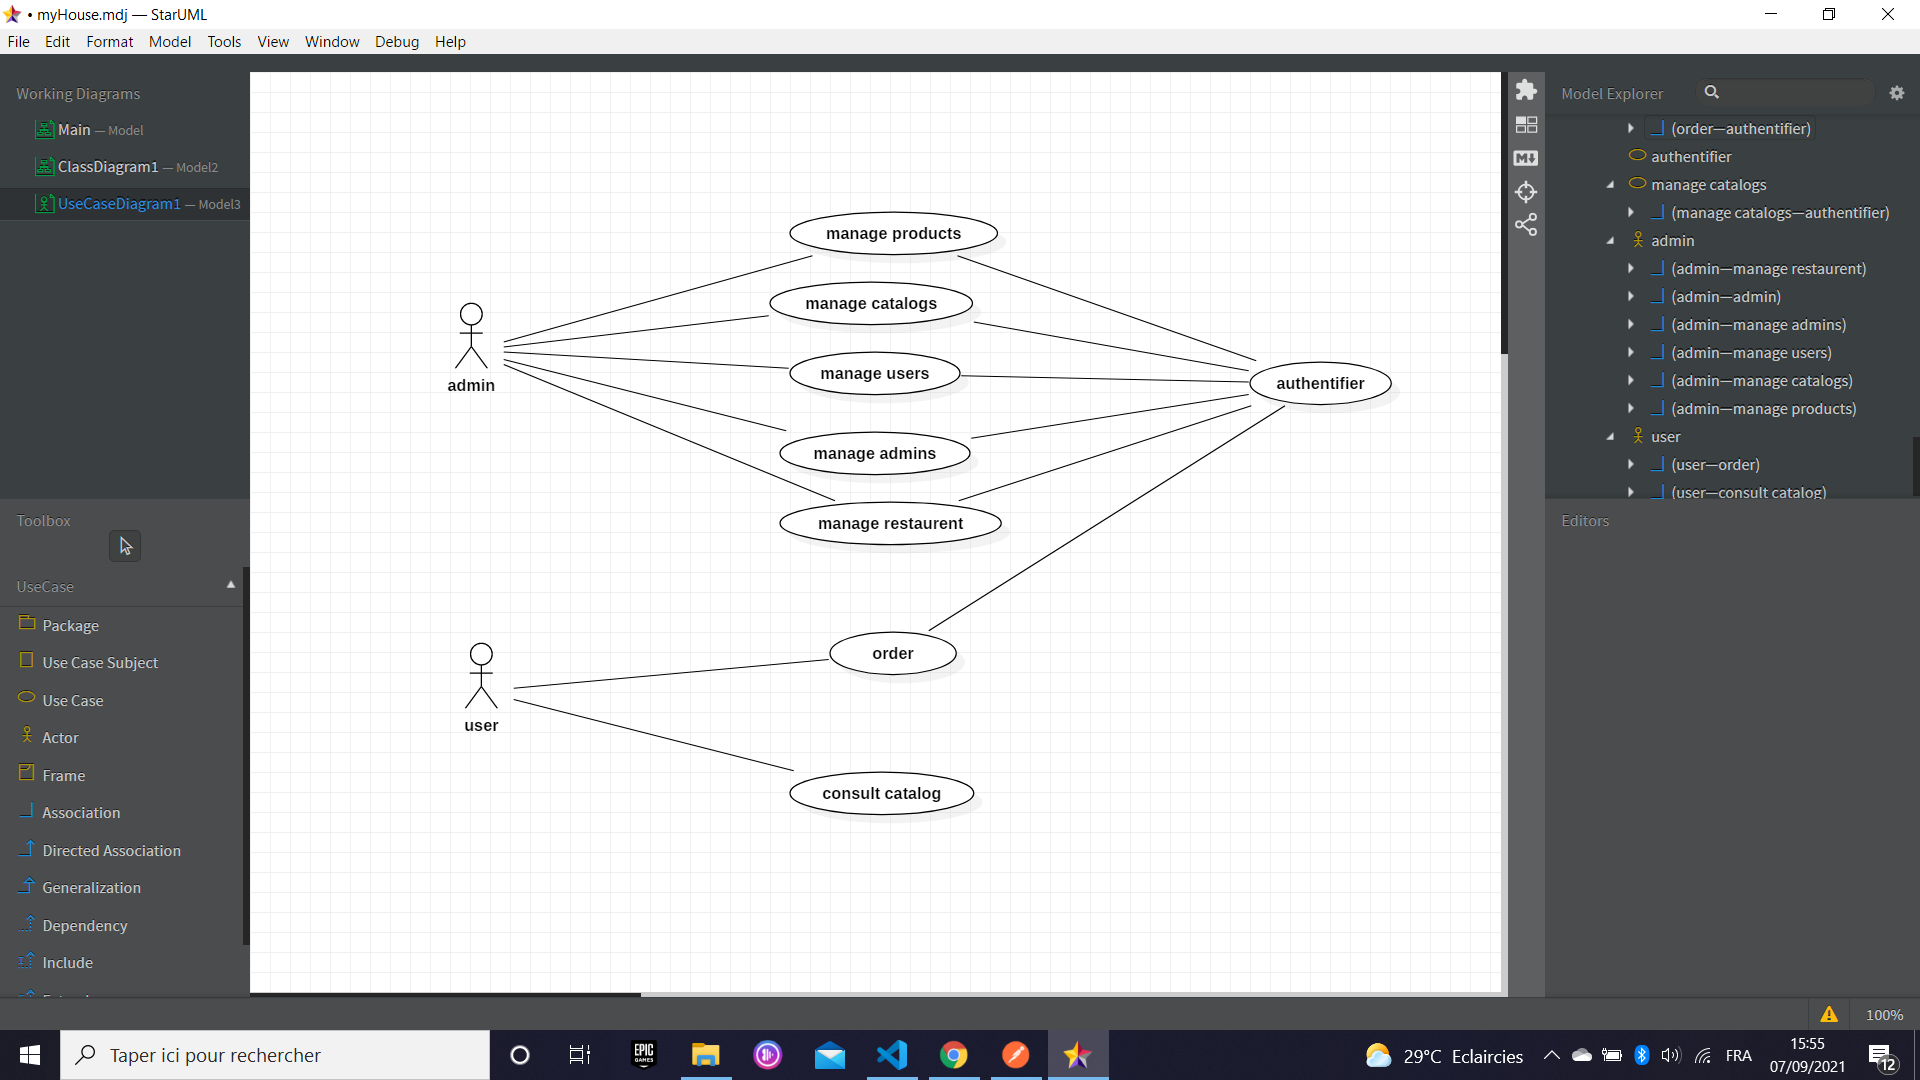 • myHouse.mdj — StarUML
File Edit Format Model Tools View Window Debug Help
Working Diagrams
Main — Model
ClassDiagram1 — Model2
UseCaseDiagram1 — Model3
Toolbox
UseCase
Package
Use Case Subject
Use Case
Actor
Frame
Association
Directed Association
Generalization
Dependency
Include
manage products
manage catalogs
admin
manage users
authentifier
manage admins
manage restaurent
order
user
consult catalog
Model Explorer
(order—authentifier)
authentifier
manage catalogs
(manage catalogs—authentifier)
admin
(admin—manage restaurent)
(admin—admin)
(admin—manage admins)
(admin—manage users)
(admin—manage catalogs)
(admin—manage products)
user
(user—order)
(user—consult catalog)
Editors
100%
Taper ici pour rechercher
EPIC
GAMES
29°C Eclaircies
FRA
15:55
07/09/2021
12